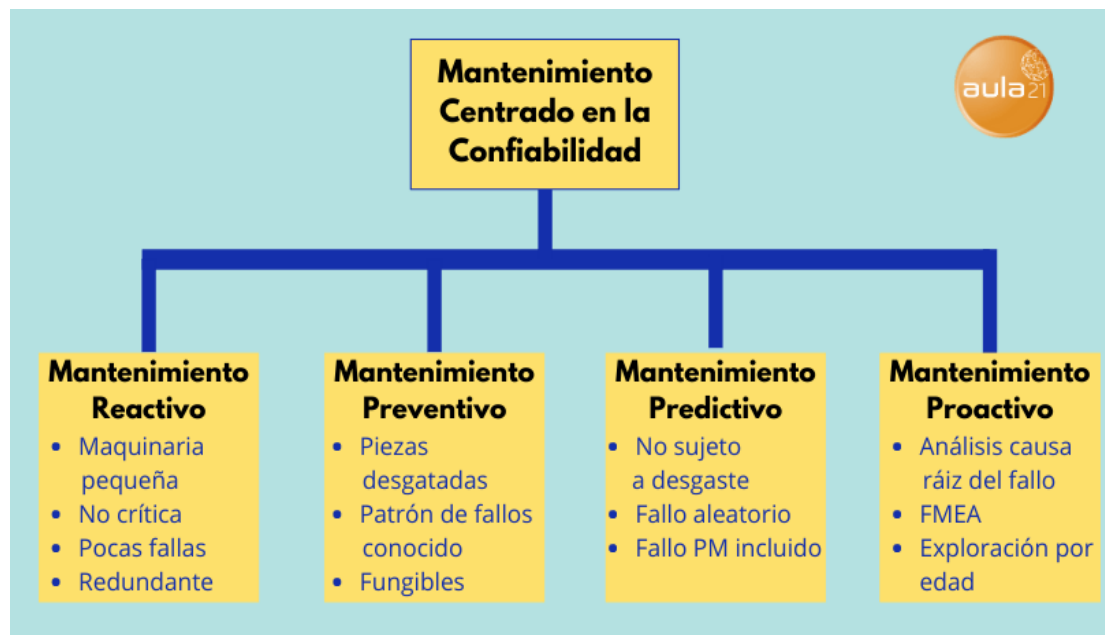 Mantenimiento
Centrado en la
Confiabilidad
aula21
Mantenimiento
Reactivo
• Maquinaria
pequeña
• No crítica
• Pocas fallas
• Redundante
Mantenimiento
Preventivo
• Piezas
desgatadas
• Patrón de fallos
conocido
• Fungibles
Mantenimiento
Predictivo
• No sujeto
a desgaste
• Fallo aleatorio
• Fallo PM incluido
Mantenimiento
Proactivo
• Análisis causa
ráiz del fallo
• FMEA
• Exploración por
edad